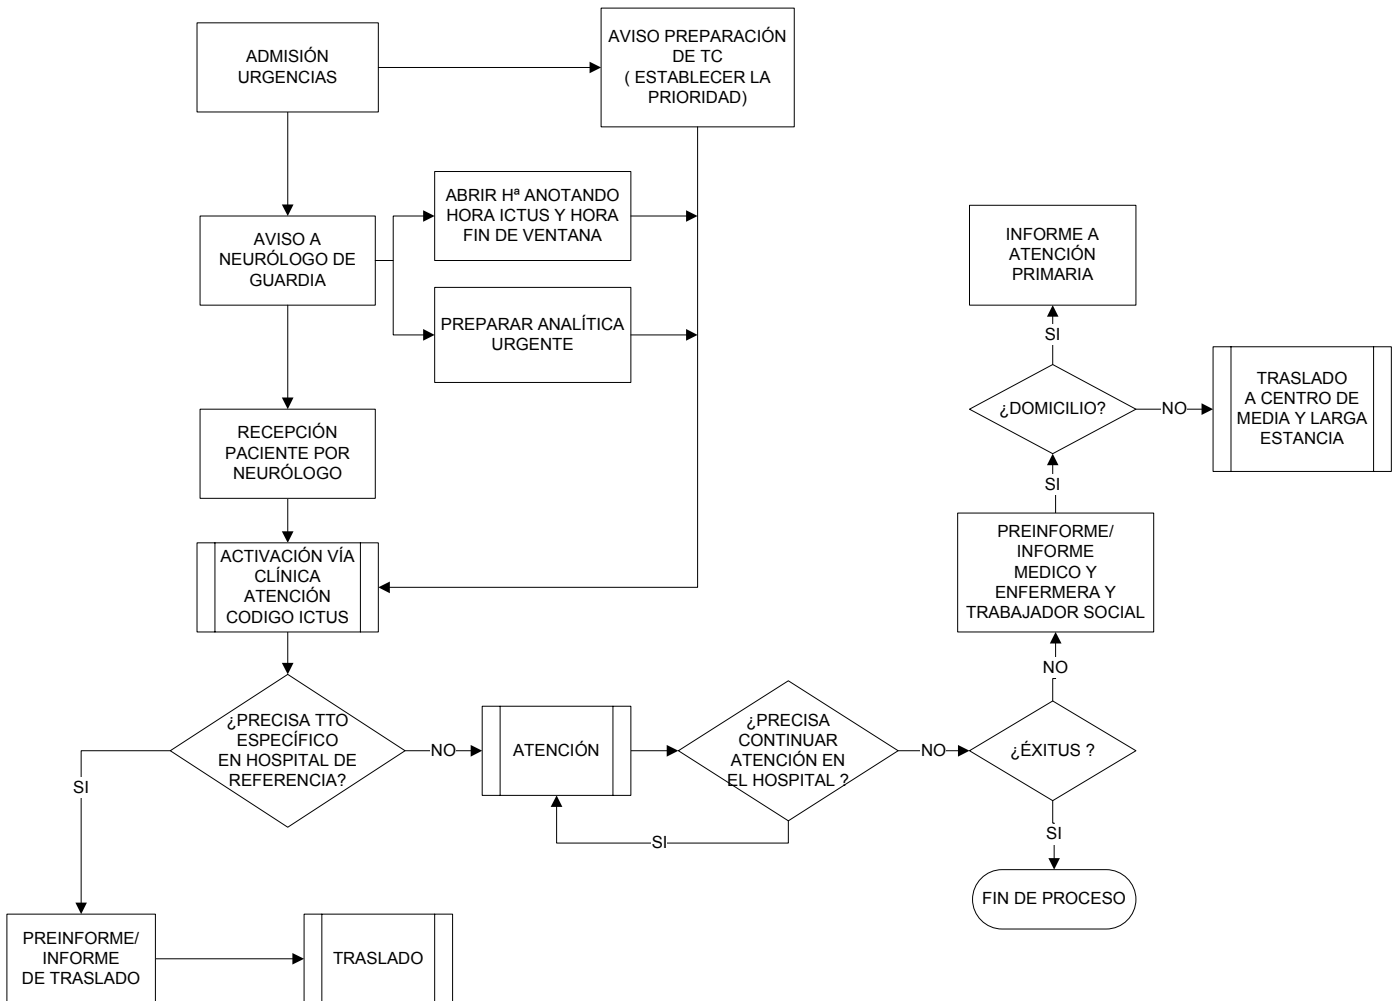 ADMISIÓN
URGENCIAS
AVISO PREPARACIÓN
DE TC
( ESTABLECER LA
PRIORIDAD)
ABRIR Hª ANOTANDO
HORA ICTUS Y HORA
FIN DE VENTANA
AVISO A
NEURÓLOGO DE
GUARDIA
PREPARAR ANALÍTICA
URGENTE
RECEPCIÓN
PACIENTE POR
NEURÓLOGO
ACTIVACIÓN VÍA
CLÍNICA
ATENCIÓN
CODIGO ICTUS
¿PRECISA TTO
ESPECÍFICO
EN HOSPITAL DE
REFERENCIA?
SI
NO
ATENCIÓN
¿PRECISA
CONTINUAR
ATENCIÓN EN
EL HOSPITAL ?
SI
NO
¿ÉXITUS ?
NO
SI
FIN DE PROCESO
PREINFORME/
INFORME
MEDICO Y
ENFERMERA Y
TRABAJADOR SOCIAL
SI
¿DOMICILIO?
SI
NO
INFORME A
ATENCIÓN
PRIMARIA
TRASLADO
A CENTRO DE
MEDIA Y LARGA
ESTANCIA
PREINFORME/
INFORME
DE TRASLADO
TRASLADO